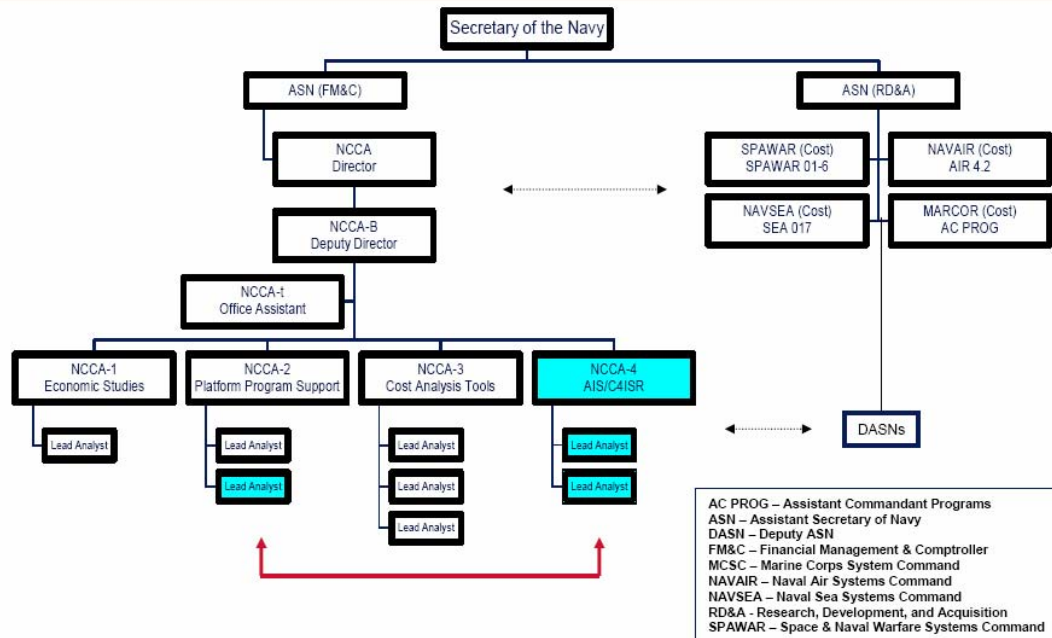 Secretary of the Navy
ASN (FM&C)
ASN (RD&A)
NCCA
Director
SPAWAR (Cost)
SPAWAR 01-6
NAVAIR (Cost)
AIR 4.2
NCCA-B
Deputy Director
NAVSEA (Cost)
SEA 017
MARCOR (Cost)
AC PROG
NCCA-t
Office Assistant
NCCA-1
Economic Studies
NCCA-2
Platform Program Support
NCCA-3
Cost Analysis Tools
NCCA-4
AIS/C4ISR
Lead Analyst
Lead Analyst
Lead Analyst
Lead Analyst
Lead Analyst
Lead Analyst
Lead Analyst
Lead Analyst
DASNs
AC PROG – Assistant Commandant Programs
ASN – Assistant Secretary of Navy
DASN – Deputy ASN
FM&C – Financial Management & Comptroller
MCSC – Marine Corps System Command
NAVAIR – Naval Air Systems Command
NAVSEA – Naval Sea Systems Command
RD&A - Research, Development, and Acquisition
SPAWAR – Space & Naval Warfare Systems Command